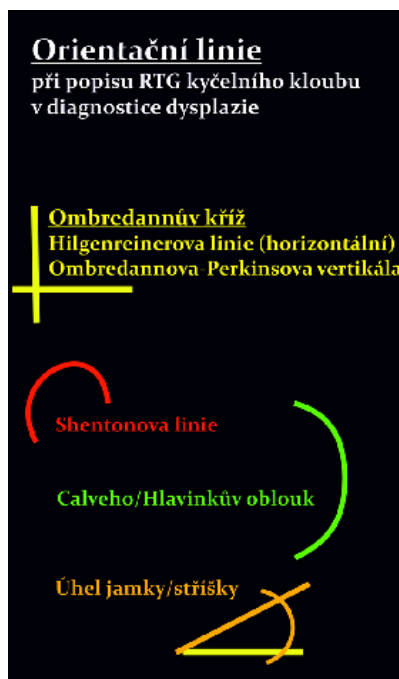 Orientační linie
při popisu RTG kyčelního kloubu
v diagnostice dysplazie
Ombredannův kříž
Hilgenreinerova linie (horizontální)
Ombredannova-Perkinsova vertikála
Shentonova linie
Calveho/Hlavinkův oblouk
Úhel jamky/stříšky